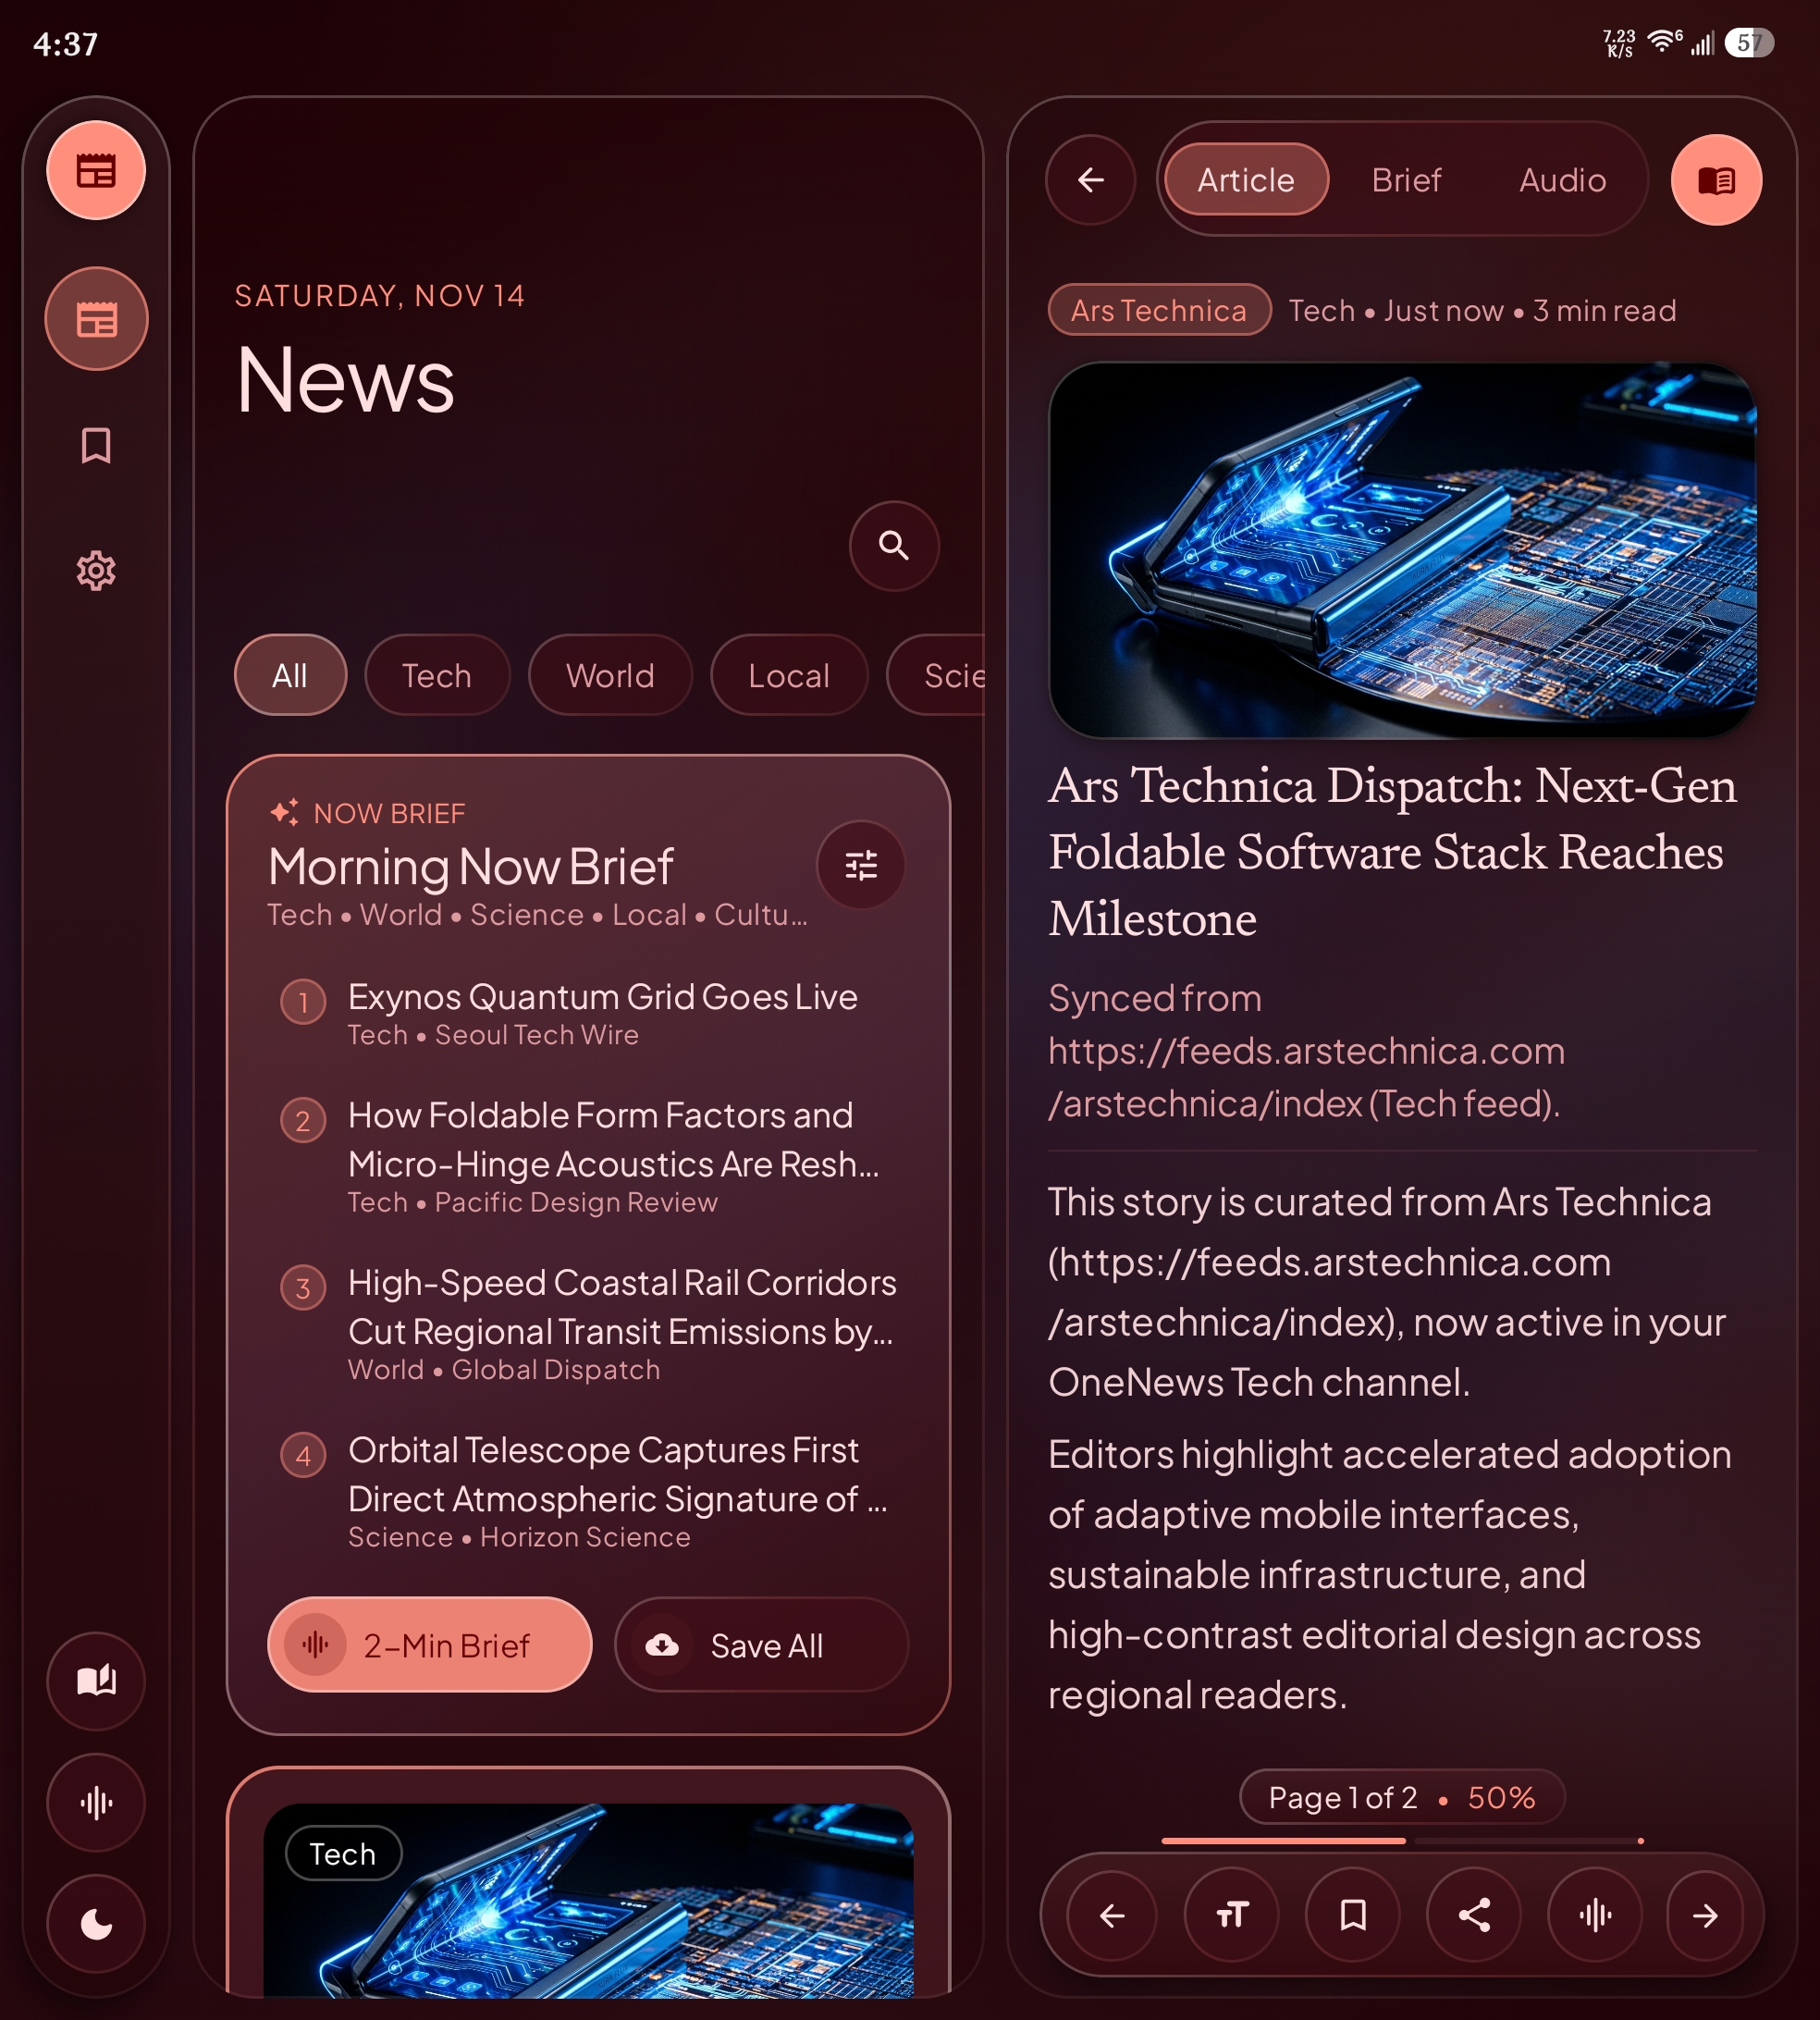 4:37
7.23
K/s
6
57
SATURDAY, NOV 14
News
All
Tech
World
Local
Scie
NOW BRIEF
Morning Now Brief
Tech • World • Science • Local • Cultu...
1
Exynos Quantum Grid Goes Live
Tech • Seoul Tech Wire
2
How Foldable Form Factors and
Micro-Hinge Acoustics Are Resh...
Tech • Pacific Design Review
3
High-Speed Coastal Rail Corridors
Cut Regional Transit Emissions by...
World • Global Dispatch
4
Orbital Telescope Captures First
Direct Atmospheric Signature of ...
Science • Horizon Science
2-Min Brief
Save All
Tech
Article
Brief
Audio
Ars Technica
Tech • Just now • 3 min read
Ars Technica Dispatch: Next-Gen
Foldable Software Stack Reaches
Milestone
Synced from
https://feeds.arstechnica.com
/arstechnica/index (Tech feed).
This story is curated from Ars Technica
(https://feeds.arstechnica.com
/arstechnica/index), now active in your
OneNews Tech channel.
Editors highlight accelerated adoption
of adaptive mobile interfaces,
sustainable infrastructure, and
high-contrast editorial design across
regional readers.
Page 1 of 2 • 50%
TT